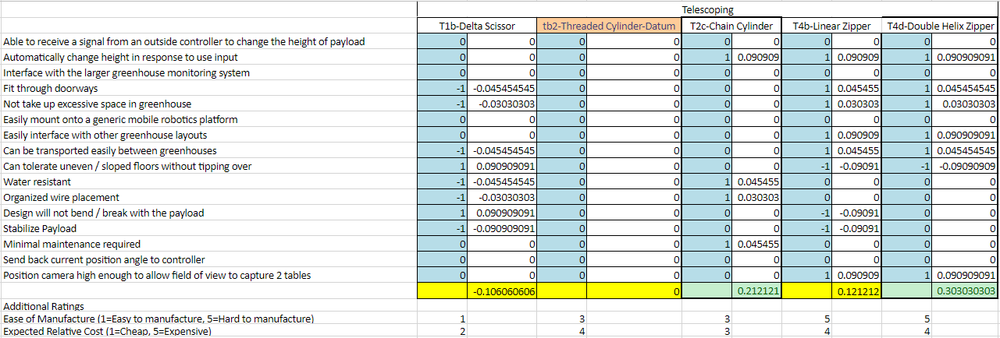 Telescoping
T1b-Delta Scissor tb2-Threaded Cylinder-Datum T2c-Chain Cylinder T4b-Linear Zipper T4d-Double Helix Zipper
Able to receive a signal from an outside controller to change the height of payload 0 0 0 0 0 0 0 0 0 0
Automatically change height in response to use input 0 0 0 0 1 0.090909 1 0.090909 1 0.090909091
Interface with the larger greenhouse monitoring system 0 0 0 0 0 0 0 0 0 0
Fit through doorways -1 -0.045454545 0 0 0 0 1 0.045455 1 0.045454545
Not take up excessive space in greenhouse -1 -0.03030303 0 0 0 0 1 0.030303 1 0.03030303
Easily mount onto a generic mobile robotics platform 0 0 0 0 0 0 0 0 0 0
Easily interface with other greenhouse layouts 0 0 0 0 0 0 1 0.090909 1 0.090909091
Can be transported easily between greenhouses -1 -0.045454545 0 0 0 0 1 0.045455 1 0.045454545
Can tolerate uneven / sloped floors without tipping over 1 0.090909091 0 0 0 0 -1 -0.09091 -1 -0.09090909
Water resistant -1 -0.045454545 0 0 1 0.045455 0 0 0 0
Organized wire placement -1 -0.03030303 0 0 1 0.030303 0 0 0 0
Design will not bend / break with the payload 1 0.090909091 0 0 0 0 -1 -0.09091 0 0
Stabilize Payload -1 -0.090909091 0 0 0 0 -1 -0.09091 0 0
Minimal maintenance required 0 0 0 0 1 0.045455 0 0 0 0
Send back current position angle to controller 0 0 0 0 0 0 0 0 0 0
Position camera high enough to allow field of view to capture 2 tables 0 0 0 0 0 0 1 0.090909 1 0.090909091
-0.106060606 0 0.212121 0.121212 0.303030303
Additional Ratings
Ease of Manufacture (1=Easy to manufacture, 5=Hard to manufacture) 1 3 3 5 5
Expected Relative Cost (1=Cheap, 5=Expensive) 2 4 3 4 4